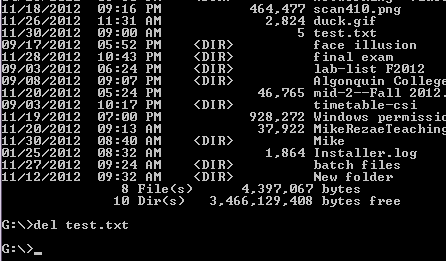 11/18/2012 09:16 PM 464,477 scan410.png
11/26/2012 11:31 AM 2,824 duck.gif
11/30/2012 09:00 AM 5 test.txt
09/17/2012 05:52 PM <DIR> face illusion
11/28/2012 10:43 PM <DIR> final exam
09/03/2012 06:24 PM <DIR> lab-list F2012
09/08/2012 09:07 PM <DIR> Algonquin College
11/20/2012 05:24 PM 46,765 mid-2--Fall 2012.
09/03/2012 10:17 PM <DIR> timetable-csi
11/19/2012 07:00 PM 928,272 Windows permissio
11/20/2012 09:13 AM 37,922 MikeRezaeTeaching
11/30/2012 08:40 AM <DIR> Mike
01/25/2012 08:32 AM 1,864 Installer.log
11/27/2012 09:24 AM <DIR> batch files
11/12/2012 09:32 AM <DIR> New folder
8 File(s) 4,397,067 bytes
10 Dir(s) 3,466,129,408 bytes free
G:\>del test.txt
G:\>_